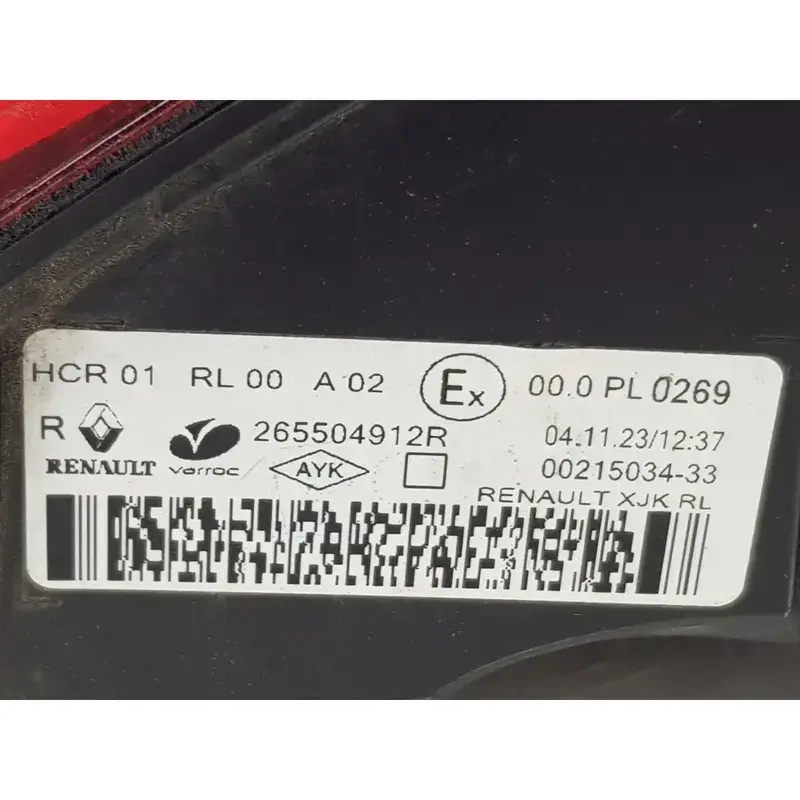 HCR 01 RL 00 A 02 Ex 00.0 PL 0269
R 265504912R 04.11.23/12:37
RENAULT varroc AYK 00215034-33
RENAULT XJK RL